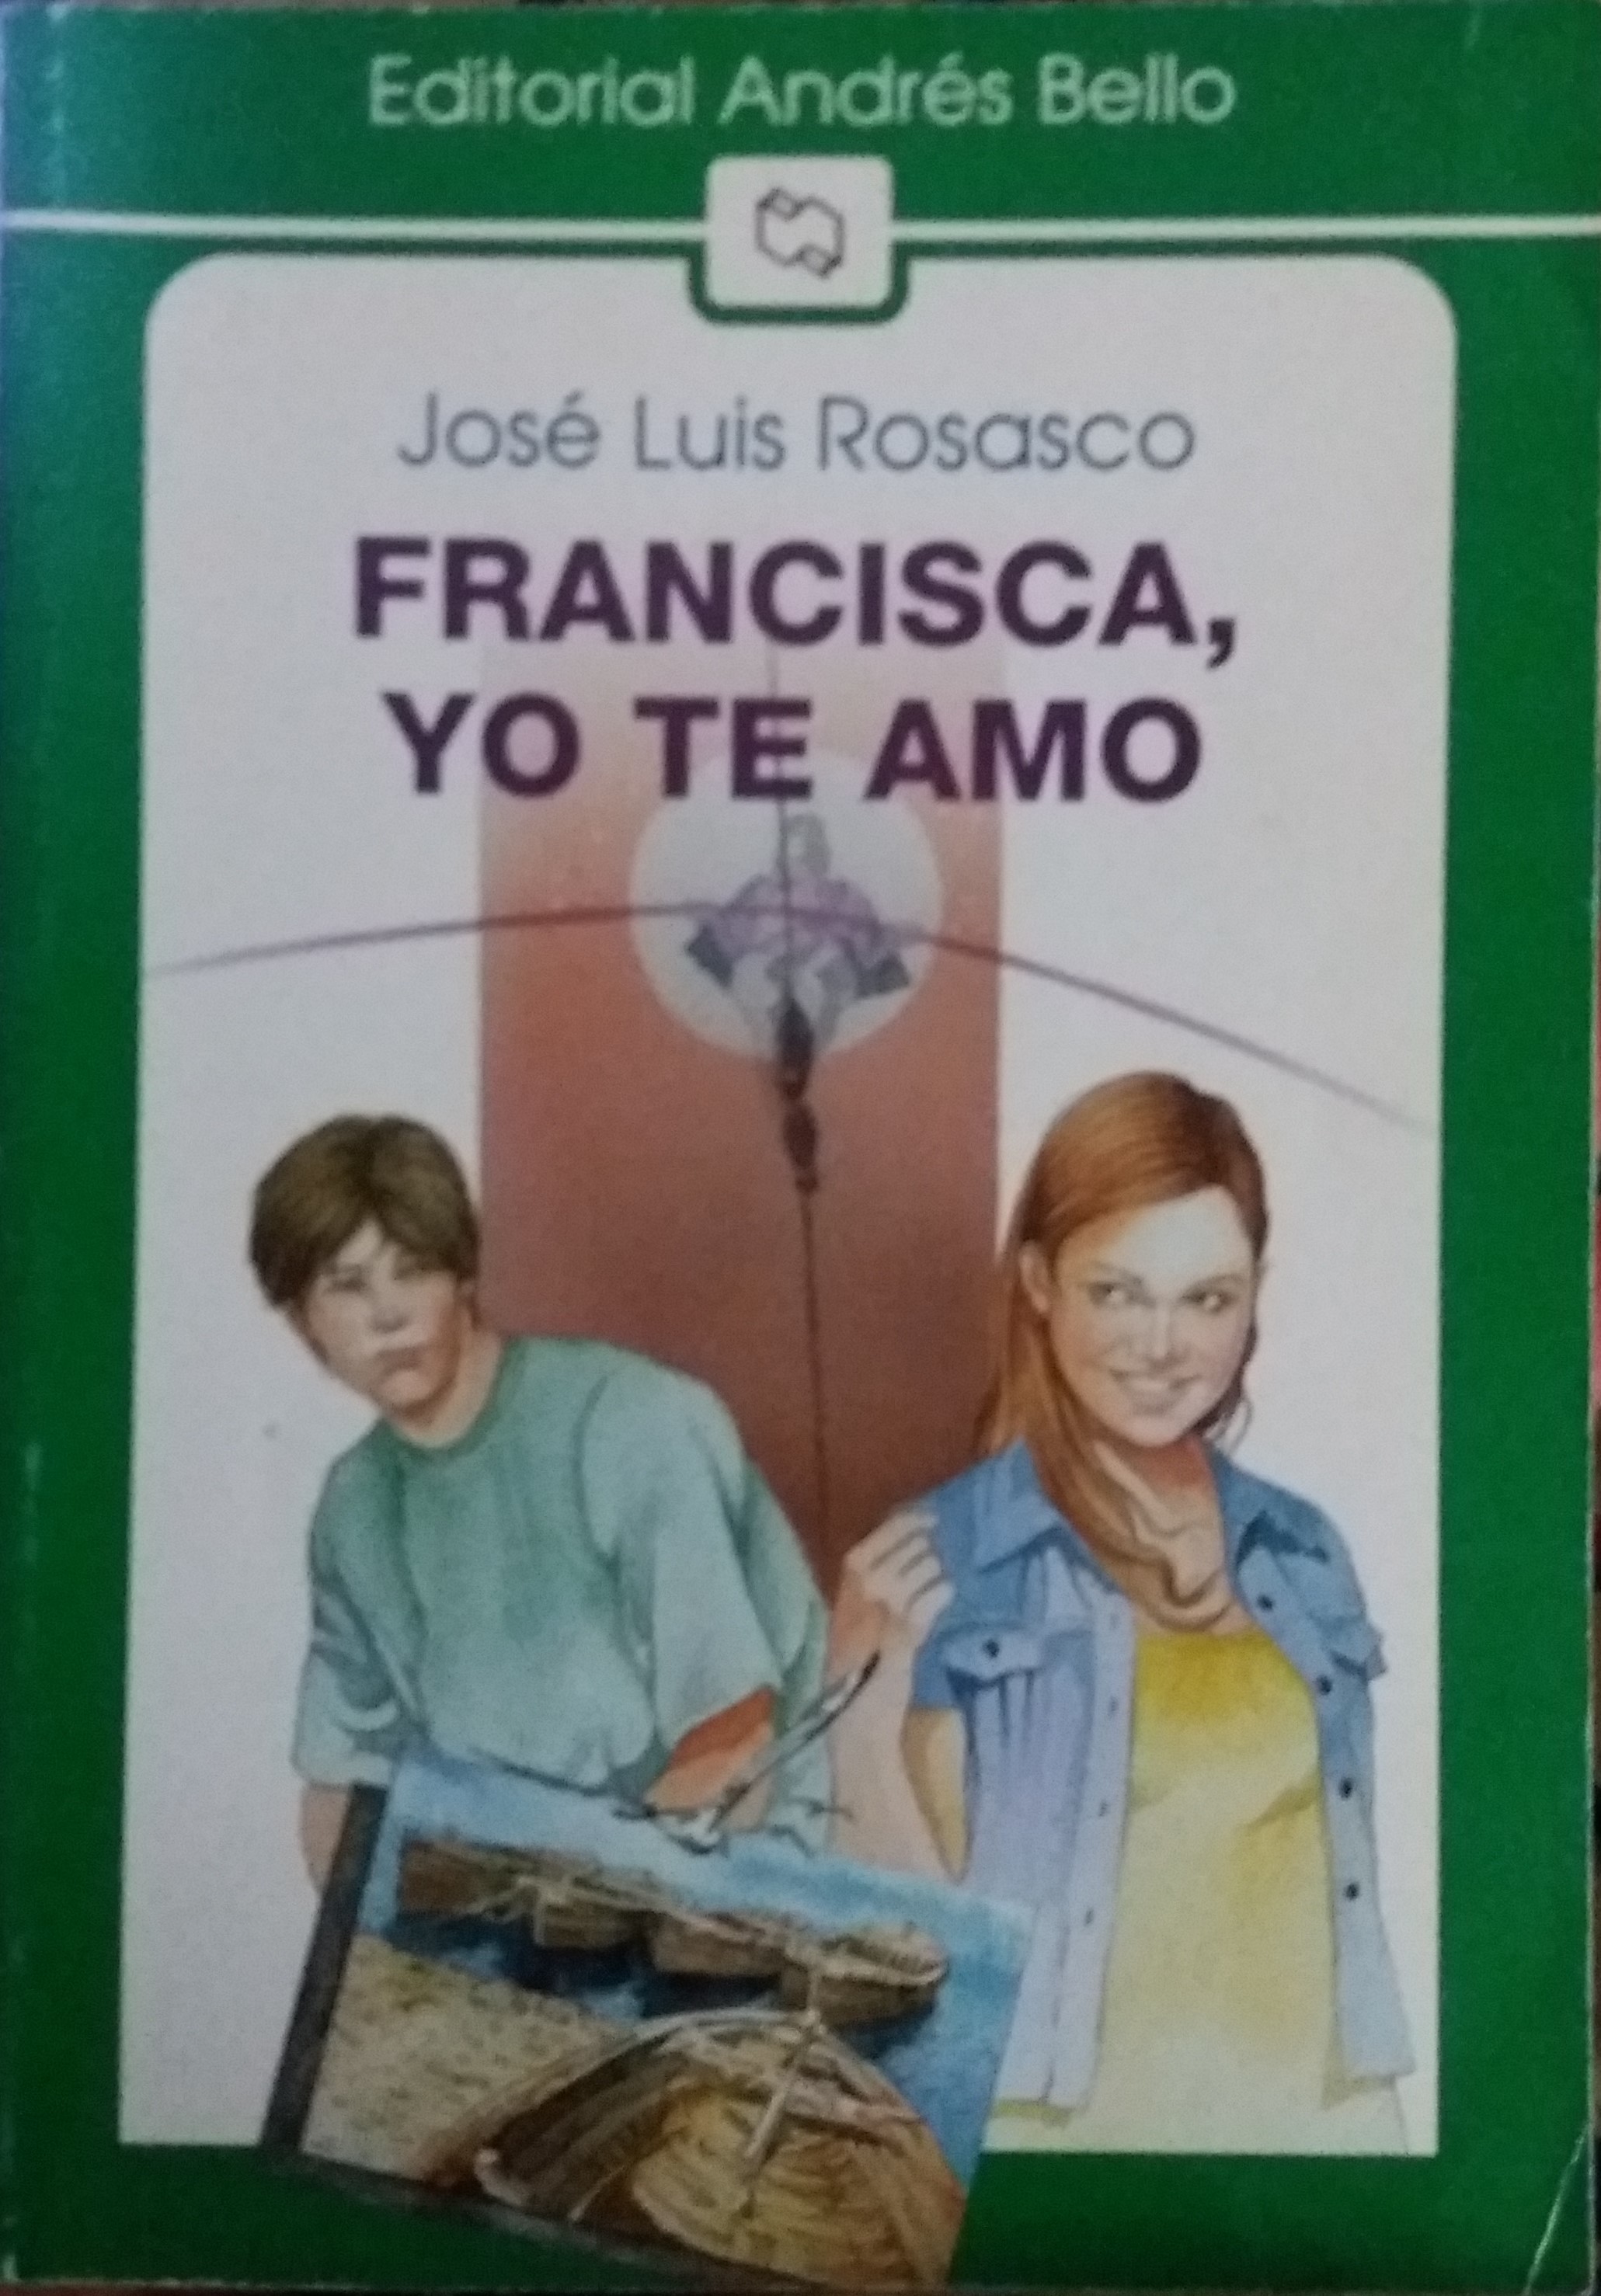 Editorial Andrés Bello
José Luis Rosasco
FRANCISCA,
YO TE AMO